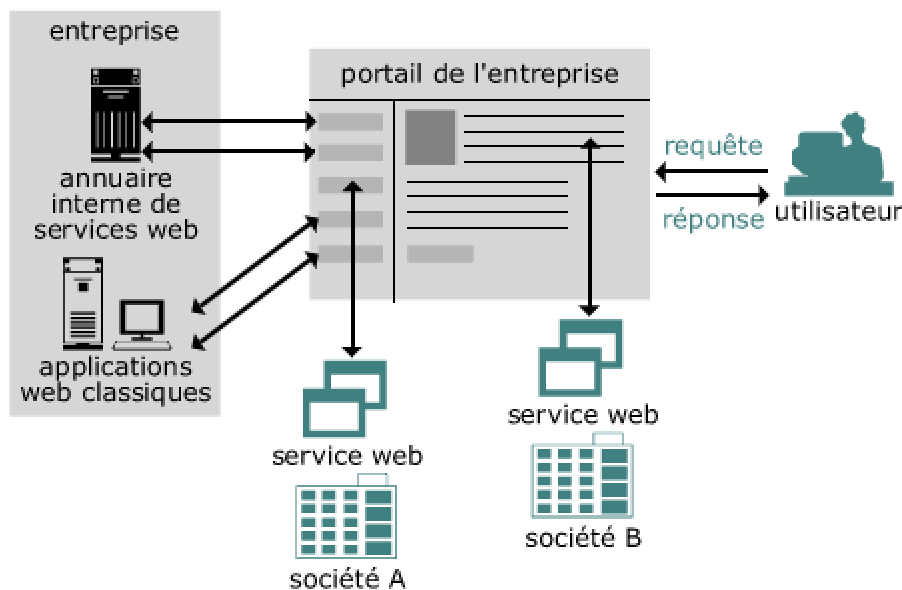 entreprise
annuaire
interne de
services web
applications
web classiques
portail de l'entreprise
requête
réponse
utilisateur
service web
société A
service web
société B